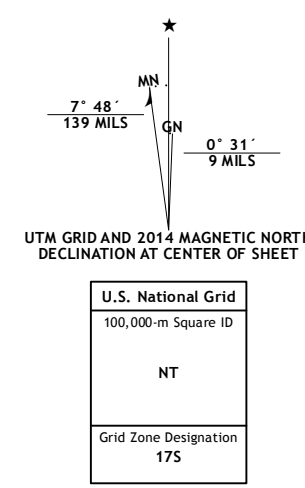 ★
MN
7° 48´
139 MILS
GN
0° 31´
9 MILS
UTM GRID AND 2014 MAGNETIC NORTH
DECLINATION AT CENTER OF SHEET
U.S. National Grid
100,000-m Square ID
NT
Grid Zone Designation
17S